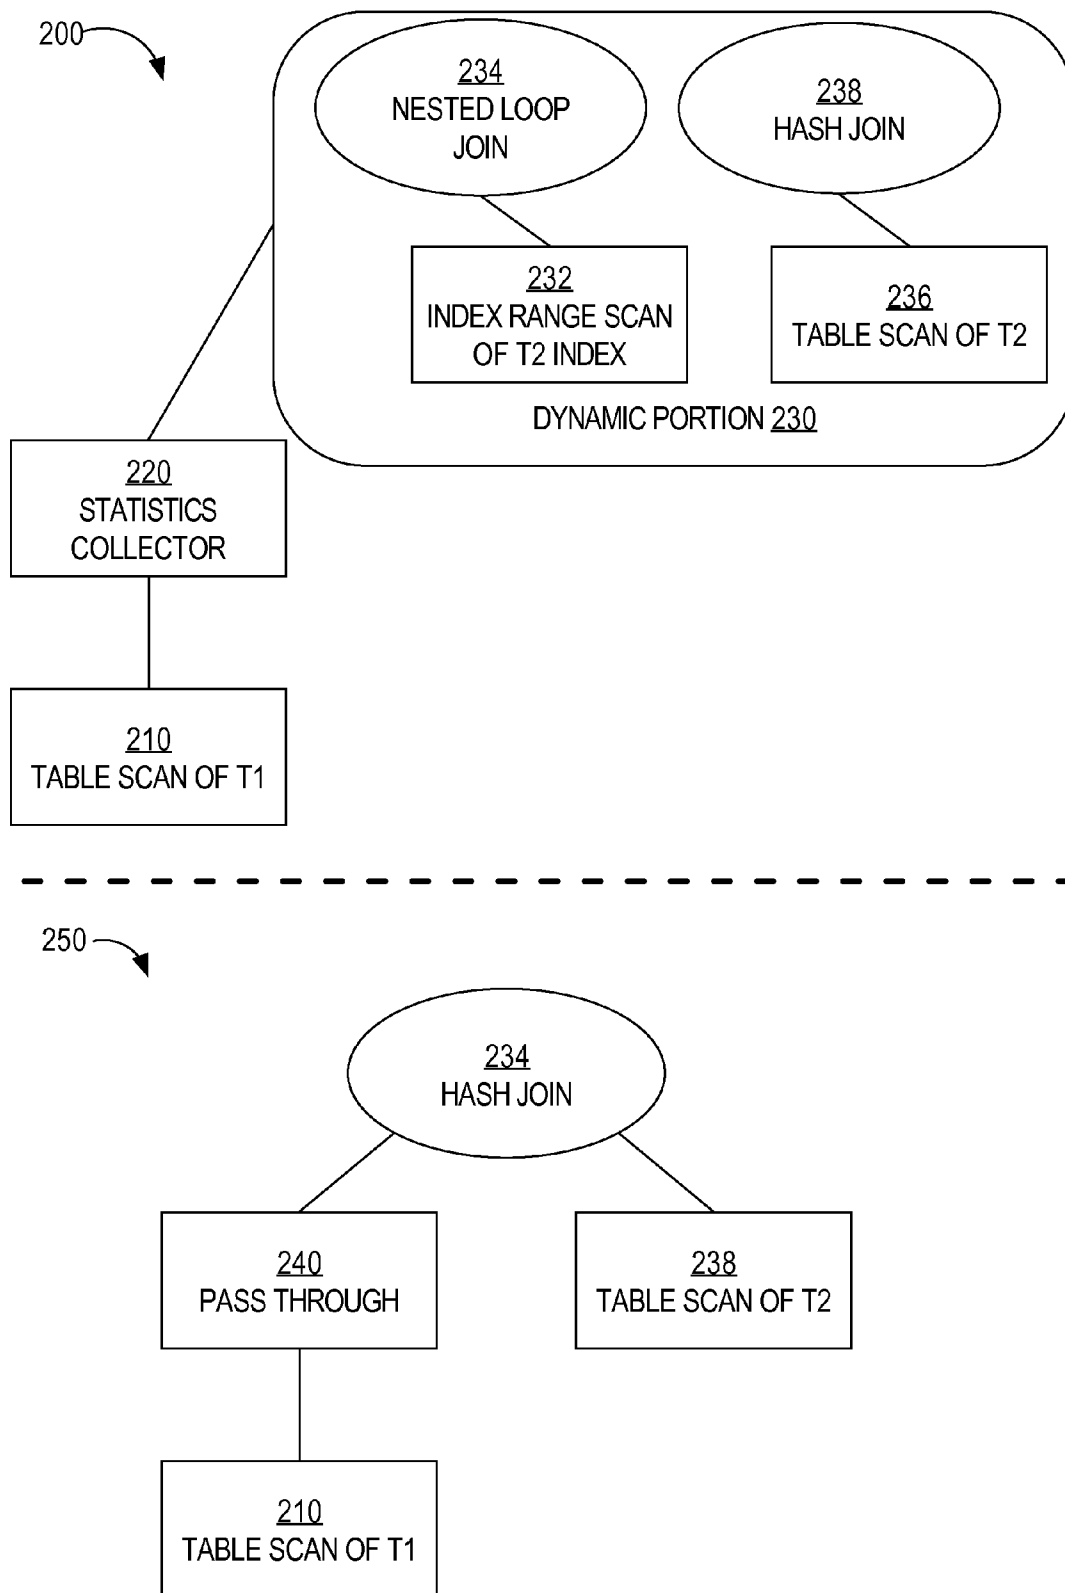 200
234
NESTED LOOP
JOIN
238
HASH JOIN
232
INDEX RANGE SCAN
OF T2 INDEX
236
TABLE SCAN OF T2
DYNAMIC PORTION 230
220
STATISTICS
COLLECTOR
210
TABLE SCAN OF T1
250
234
HASH JOIN
240
PASS THROUGH
238
TABLE SCAN OF T2
210
TABLE SCAN OF T1